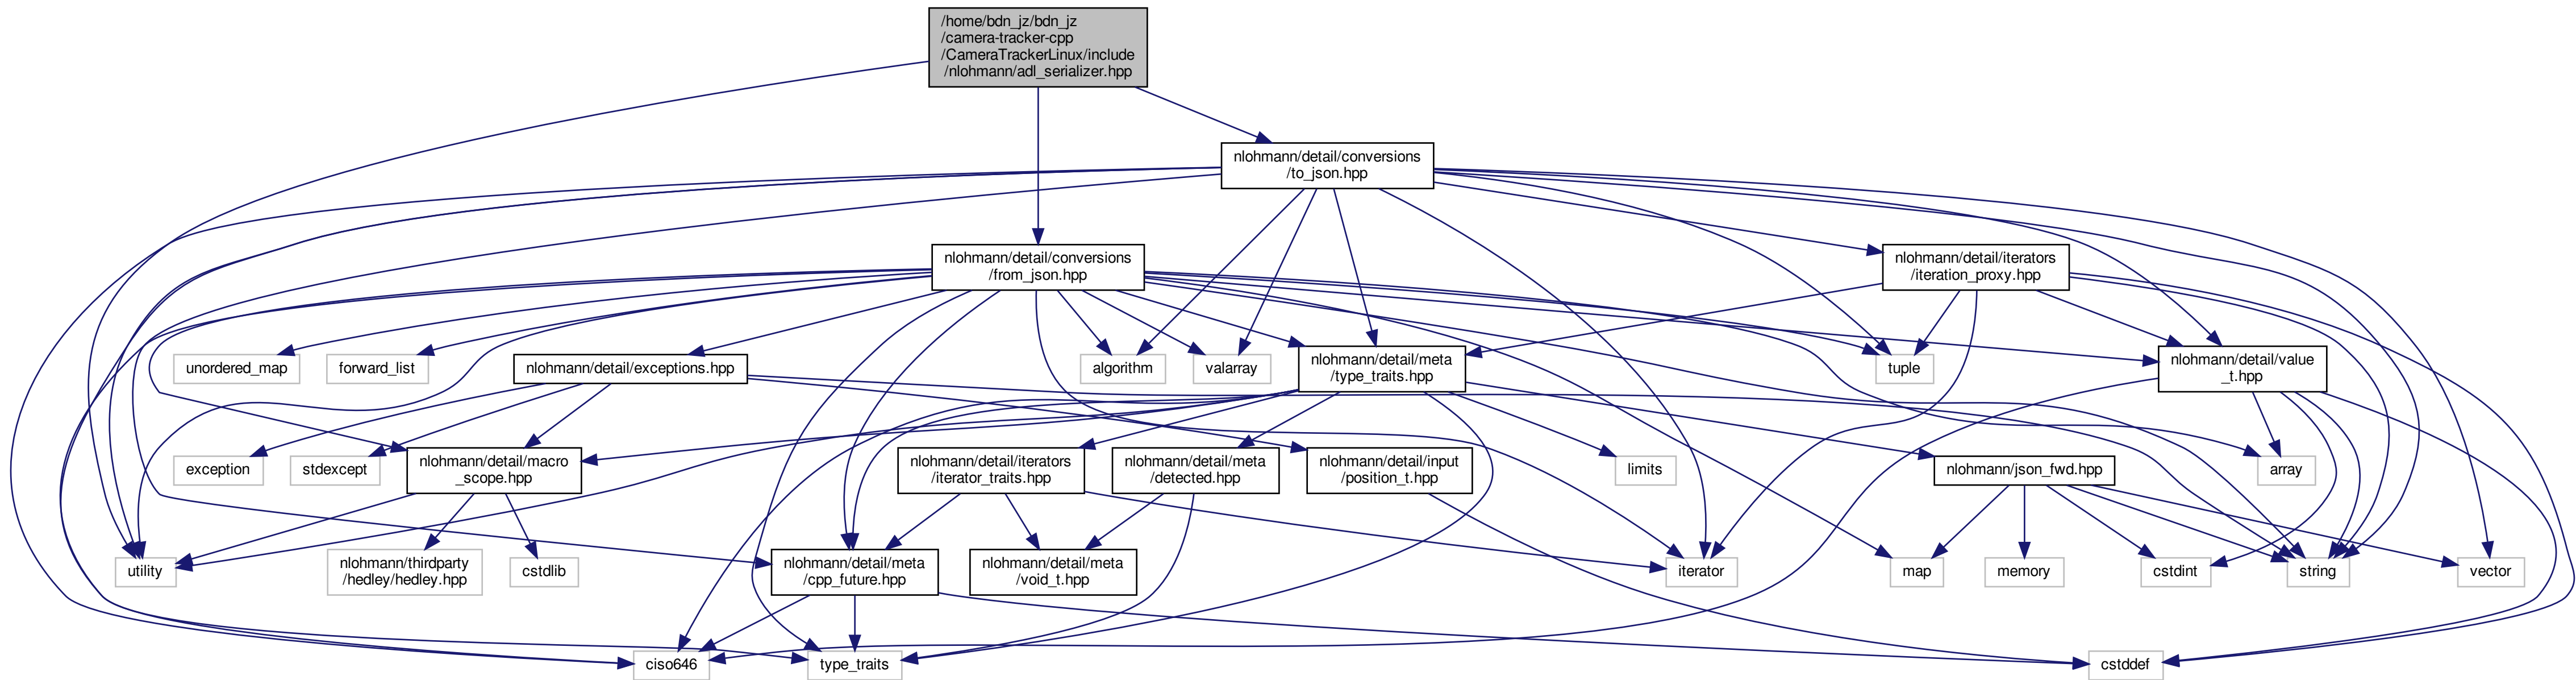 /home/bdn_jz/bdn_jz
/camera-tracker-cpp
/CameraTrackerLinux/include
/nlohmann/adl_serializer.hpp
nlohmann/detail/conversions
/to_json.hpp
nlohmann/detail/conversions
/from_json.hpp
nlohmann/detail/iterators
/iteration_proxy.hpp
unordered_map
forward_list
nlohmann/detail/exceptions.hpp
algorithm
valarray
nlohmann/detail/meta
/type_traits.hpp
tuple
nlohmann/detail/value
_t.hpp
exception
stdexcept
nlohmann/detail/macro
_scope.hpp
nlohmann/detail/iterators
/iterator_traits.hpp
nlohmann/detail/meta
/detected.hpp
nlohmann/detail/input
/position_t.hpp
limits
nlohmann/json_fwd.hpp
array
utility
nlohmann/thirdparty
/hedley/hedley.hpp
cstdlib
nlohmann/detail/meta
/cpp_future.hpp
nlohmann/detail/meta
/void_t.hpp
iterator
map
memory
cstdint
string
vector
ciso646
type_traits
cstddef